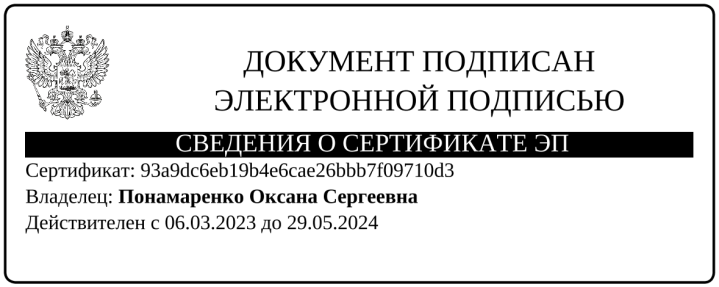 ДОКУМЕНТ ПОДПИСАН
ЭЛЕКТРОННОЙ ПОДПИСЬЮ
СВЕДЕНИЯ О СЕРТИФИКАТЕ ЭП
Сертификат: 93a9dc6eb19b4e6cae26bbb7f09710d3
Владелец: Понамаренко Оксана Сергеевна
Действителен с 06.03.2023 до 29.05.2024